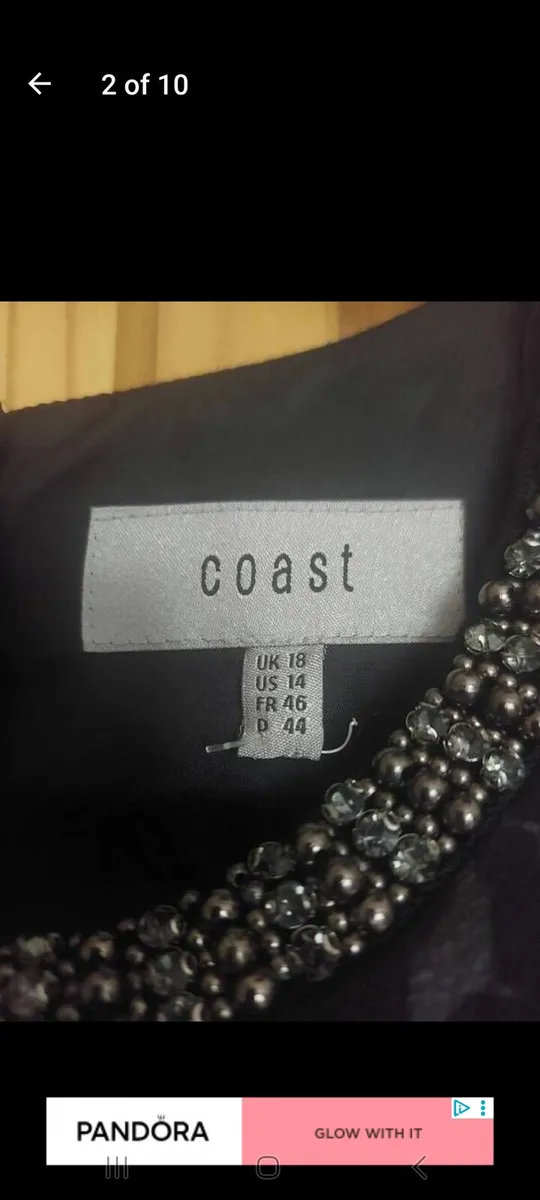 2 of 10
coast
UK 18
US 14
FR 46
D 44
PANDORA
GLOW WITH IT